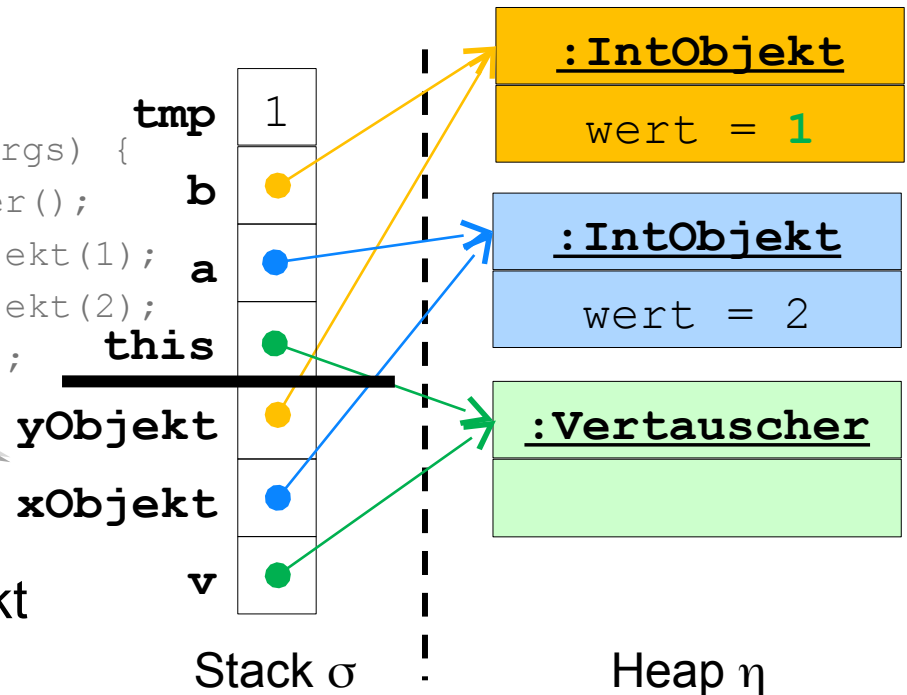 rgs) {
er();
ekt(1);
ekt(2);
;
kt
tmp 1
b
a
this
yObjekt
xObjekt
v
Stack σ
:IntObjekt
wert = 1
:IntObjekt
wert = 2
:Vertauscher
Heap η